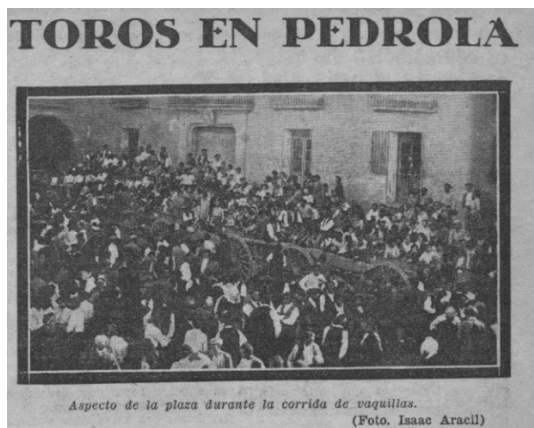 TOROS EN PEDROLA
Aspecto de la plaza durante la corrida de vaquillas.
(Foto. Isaac Aracil)